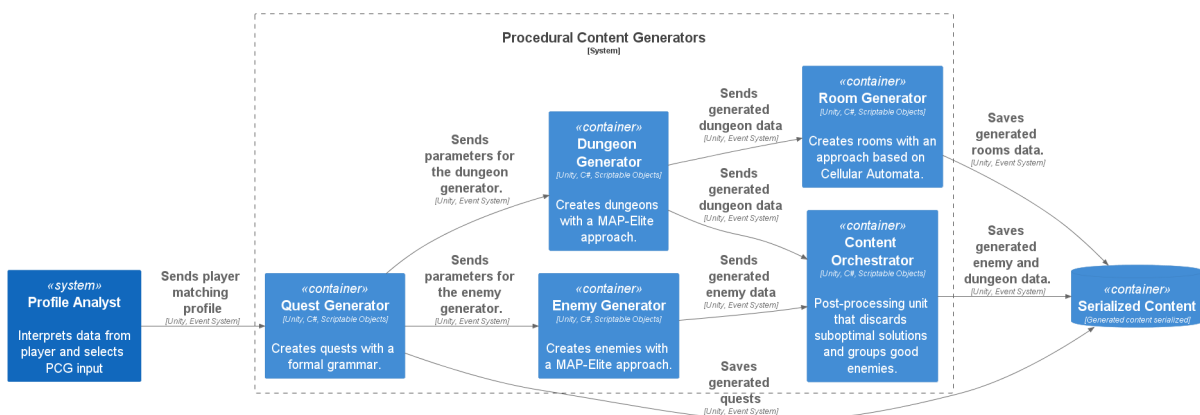 Procedural Content Generators
[System]
«system»
Profile Analyst
Interprets data from
player and selects
PCG input
Sends player
matching
profile
[Unity, Event System]
«container»
Quest Generator
[Unity, C#, Scriptable Objects]
Creates quests with a
formal grammar.
Sends
parameters for
the dungeon
generator.
[Unity, Event System]
Sends
parameters for
the enemy
generator.
[Unity, Event System]
«container»
Dungeon
Generator
[Unity, C#, Scriptable Objects]
Creates dungeons
with a MAP-Elite
approach.
«container»
Enemy Generator
[Unity, C#, Scriptable Objects]
Creates enemies with
a MAP-Elite approach.
Sends
generated
dungeon data
[Unity, Event System]
Sends
generated
dungeon data
[Unity, Event System]
Sends
generated
enemy data
[Unity, Event System]
«container»
Room Generator
[Unity, C#, Scriptable Objects]
Creates rooms with an
approach based on
Cellular Automata.
«container»
Content
Orchestrator
[Unity, C#, Scriptable Objects]
Post-processing unit
that discards
suboptimal solutions
and groups good
enemies.
Saves
generated
rooms data.
[Unity, Event System]
Saves
generated
enemy and
dungeon data.
[Unity, Event System]
Saves
generated
quests
[Unity, Event System]
«container»
Serialized Content
[Generated content serialized]